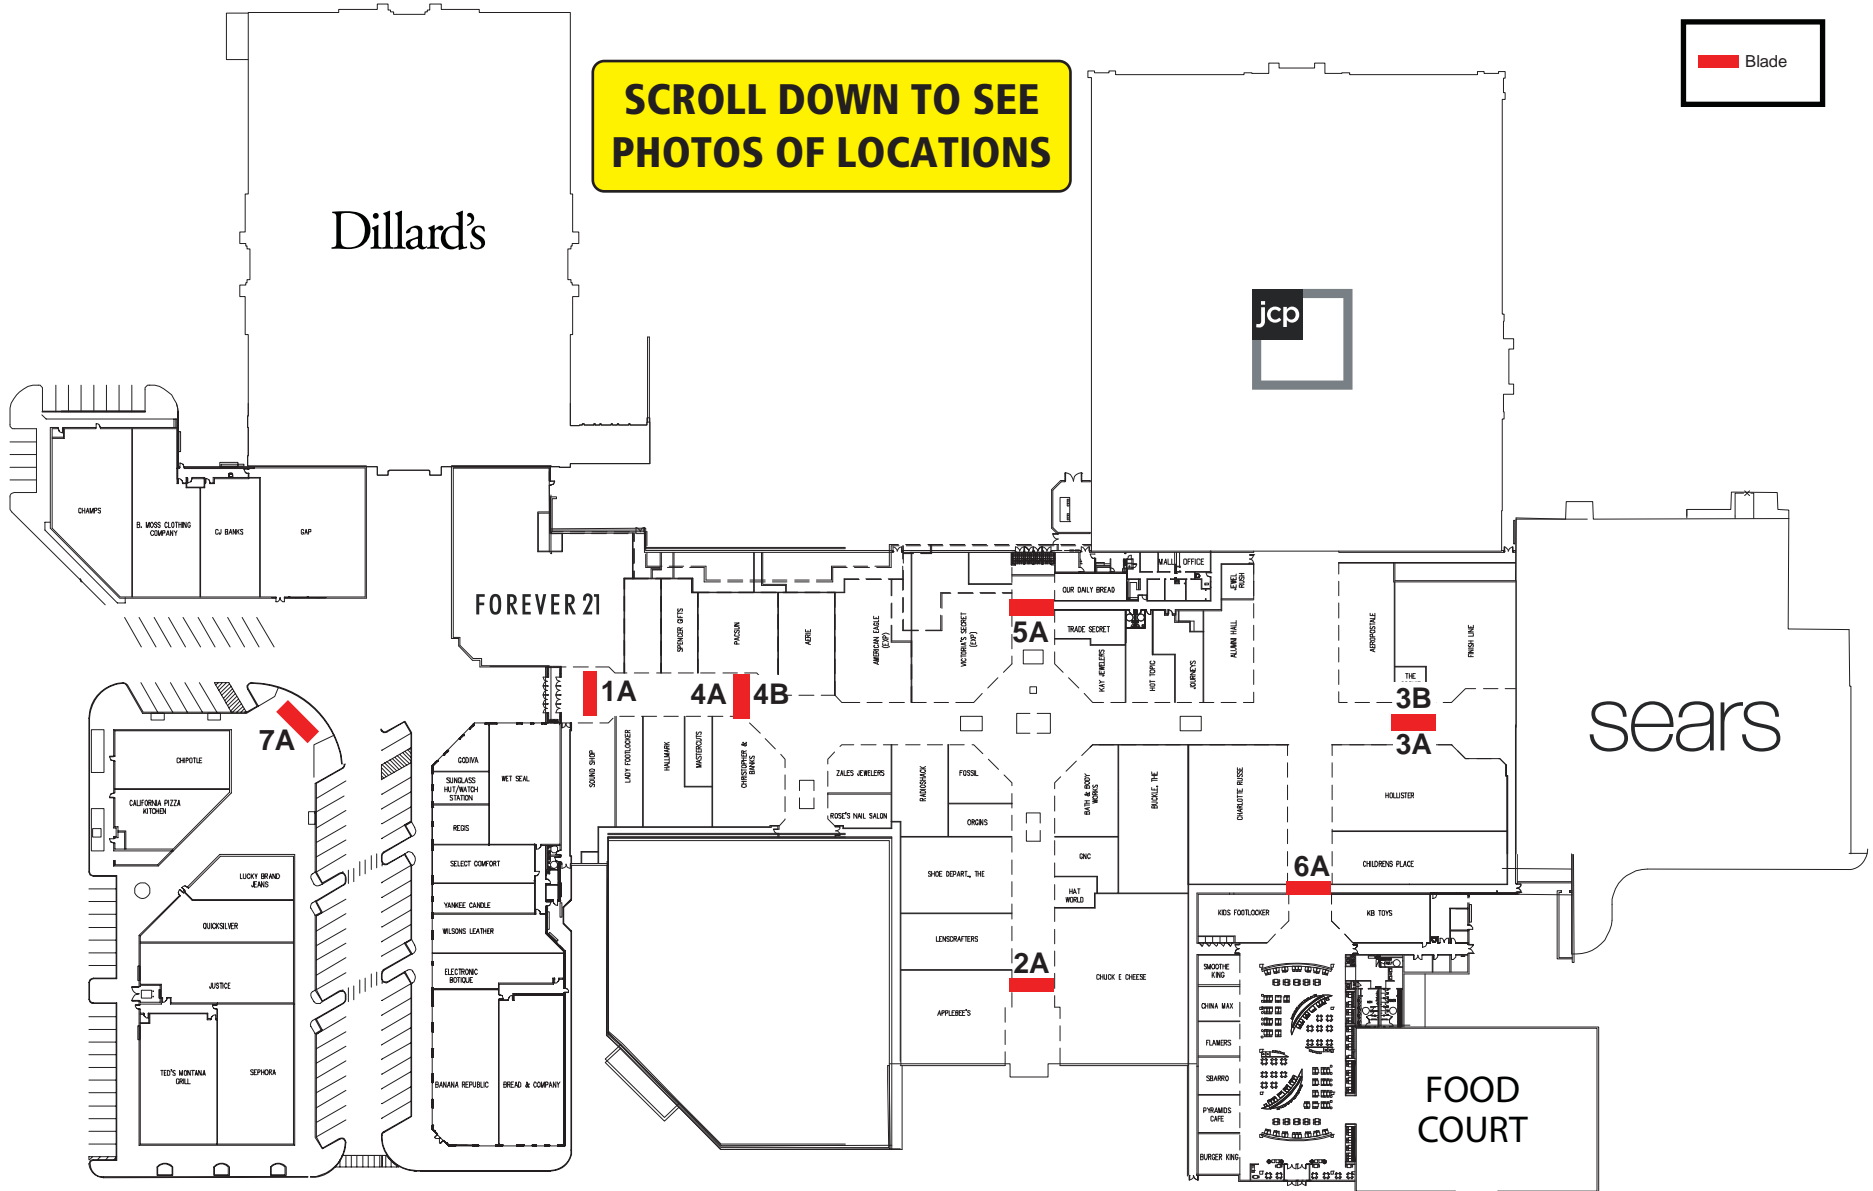 Blade
SCROLL DOWN TO SEE
PHOTOS OF LOCATIONS
Dillard's
jcp
CHAMPS
B. MOSS CLOTHING
COMPANY
CJ BANKS
GAP
FOREVER 21
SPENCER GIFTS
PACSUN
AERIE
AMERICAN EAGLE
(EXP)
VICTORIA'S SECRET
(EXP)
OUR DAILY BREAD
MALL OFFICE
JEWEL
RUSH
5A
TRADE SECRET
KAY JEWELERS
HOT TOPIC
JOURNEYS
ALUMNI HALL
AEROPOSTALE
FINISH LINE
THE
1A
4A
4B
3B
3A
sears
7A
CHIPOTLE
CALIFORNIA PIZZA
KITCHEN
GODIVA
SUNGLASS
HUT/WATCH
STATION
WET SEAL
REGIS
SELECT COMFORT
YANKEE CANDLE
WILSONS LEATHER
ELECTRONIC
BOTIQUE
BANANA REPUBLIC
BREAD & COMPANY
LUCKY BRAND
JEANS
QUICKSILVER
JUSTICE
TED'S MONTANA
GRILL
SEPHORA
SOUND SHOP
LADY FOOTLOCKER
HALLMARK
MASTERCUTS
CHRISTOPHER &
BANKS
ZALES JEWELERS
ROSE'S NAIL SALON
RADIOSHACK
FOSSIL
ORGINS
SHOE DEPART., THE
LENSCRAFTERS
APPLEBEE'S
2A
BATH & BODY
WORKS
BUCKLE, THE
GNC
HAT
WORLD
CHUCK E CHEESE
CHARLOTTE RUSSE
HOLLISTER
CHILDRENS PLACE
6A
KIDS FOOTLOCKER
KB TOYS
SMOOTHE
KING
CHINA MAX
FLAMERS
SBARRO
PYRAMIDS
CAFE
BURGER KING
FOOD
COURT